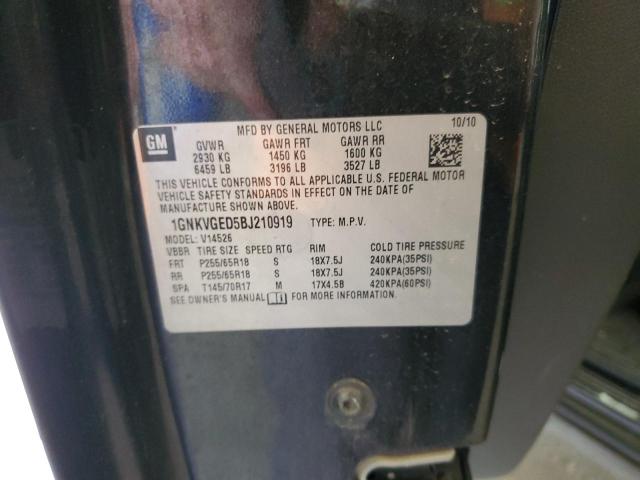 GM
MFD BY GENERAL MOTORS LLC 10/10
GVWR GAWR FRT GAWR RR
2930 KG 1450 KG 1600 KG
6459 LB 3196 LB 3527 LB
THIS VEHICLE CONFORMS TO ALL APPLICABLE U.S. FEDERAL MOTOR
VEHICLE SAFETY STANDARDS IN EFFECT ON THE DATE OF
MANUFACTURE SHOWN ABOVE.
1GNKVGED5BJ210919 TYPE: M.P.V.
MODEL: V14526
VBBR TIRE SIZE SPEED RTG RIM COLD TIRE PRESSURE
FRT P255/65R18 S 18X7.5J 240KPA(35PSI)
RR P255/65R18 S 18X7.5J 240KPA(35PSI)
SPA T145/70R17 M 17X4.5B 420KPA(60PSI)
SEE OWNER'S MANUAL FOR MORE INFORMATION.